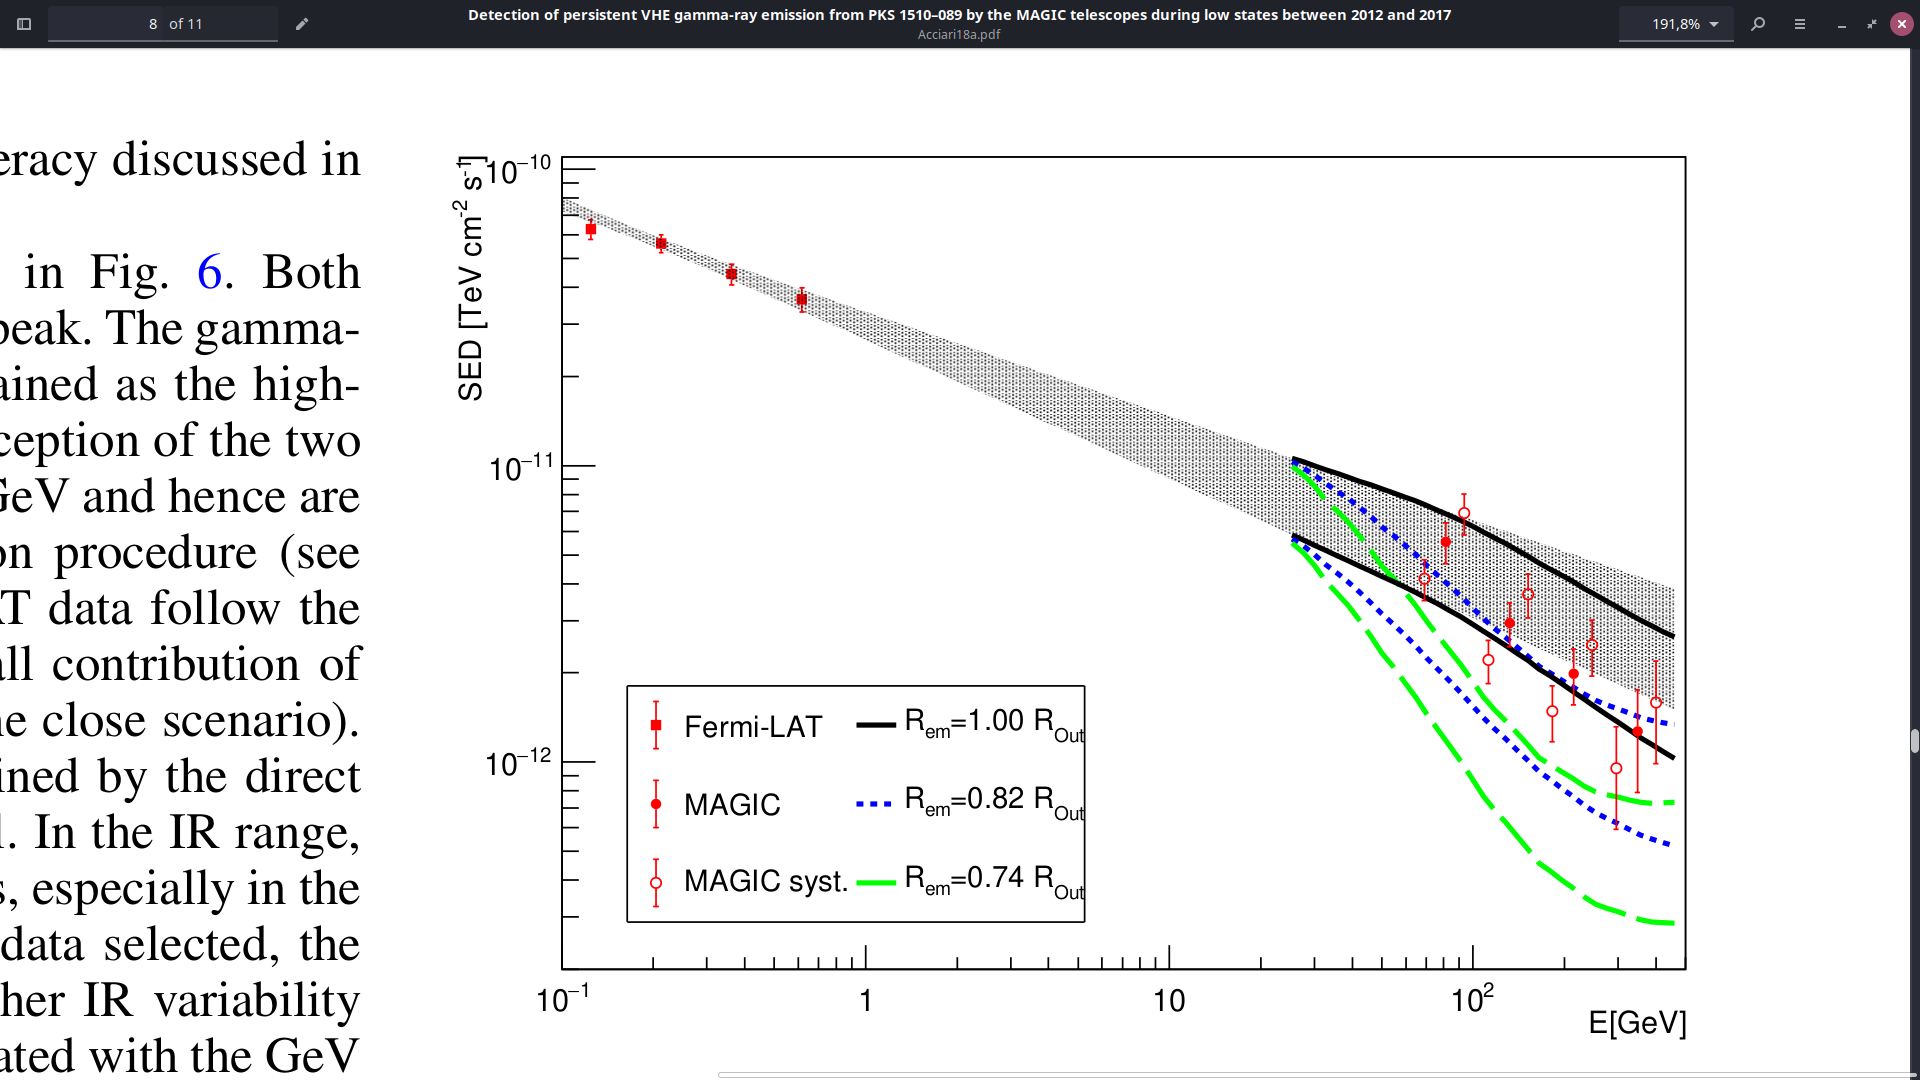 8 of 11
Detection of persistent VHE gamma-ray emission from PKS 1510–089 by the MAGIC telescopes during low states between 2012 and 2017
Acciari18a.pdf
191,8%
eracy discussed in
in Fig. 6. Both
peak. The gamma-
ained as the high-
ception of the two
GeV and hence are
on procedure (see
AT data follow the
all contribution of
he close scenario).
ined by the direct
l. In the IR range,
s, especially in the
data selected, the
her IR variability
ated with the GeV
SED [TeV cm⁻² s⁻¹]
10⁻¹⁰
10⁻¹¹
10⁻¹²
Fermi-LAT
MAGIC
MAGIC syst.
R_em=1.00 R_Out
R_em=0.82 R_Out
R_em=0.74 R_Out
10⁻¹ 1 10 10²
E[GeV]